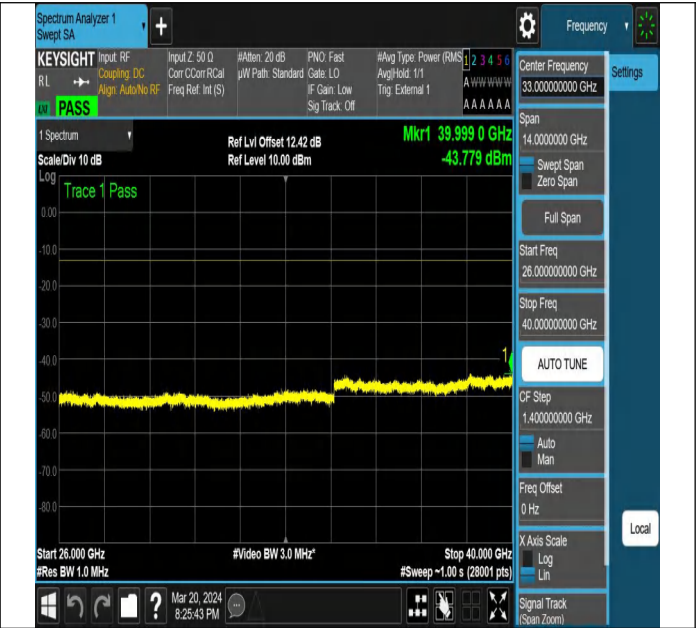 Spectrum Analyzer 1
Swept SA
+
Frequency
KEYSIGHT
RL
PASS
Input: RF
Coupling: DC
Align: Auto/No RF
Input Z: 50 Ω
Corr CCorr RCal
Freq Ref: Int (S)
#Atten: 20 dB
µW Path: Standard
PNO: Fast
Gate: LO
IF Gain: Low
Sig Track: Off
#Avg Type: Power (RMS
Avg|Hold: 1/1
Trig: External 1
1 2 3 4 5 6
A W W W W W
A A A A A A
1 Spectrum
Scale/Div 10 dB
Ref Lvl Offset 12.42 dB
Ref Level 10.00 dBm
Mkr1 39.999 0 GHz
-43.779 dBm
Log
Trace 1 Pass
0.00
-10.0
-20.0
-30.0
-40.0
-50.0
-60.0
-70.0
-80.0
1
Start 26.000 GHz
#Res BW 1.0 MHz
#Video BW 3.0 MHz*
Stop 40.000 GHz
#Sweep ~1.00 s (28001 pts)
?
Mar 20, 2024
8:25:43 PM
Center Frequency
33.00000000 GHz
Settings
Span
14.0000000 GHz
Swept Span
Zero Span
Full Span
Start Freq
26.000000000 GHz
Stop Freq
40.000000000 GHz
AUTO TUNE
CF Step
1.400000000 GHz
Auto
Man
Freq Offset
0 Hz
X Axis Scale
Log
Lin
Local
Signal Track
(Span Zoom)